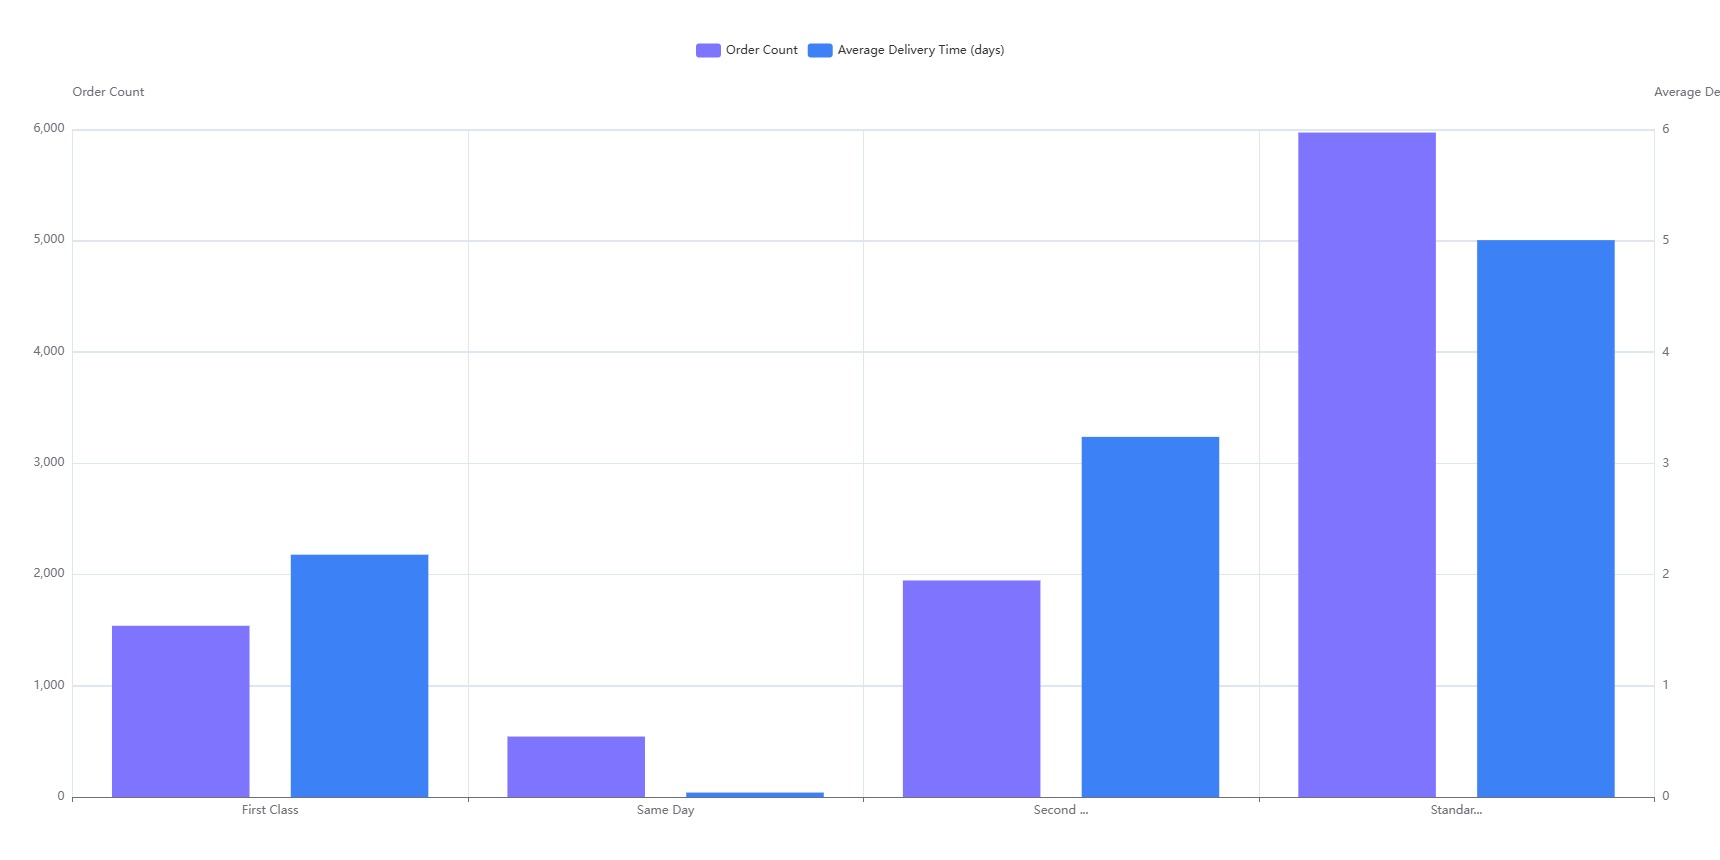 Order Count Average Delivery Time (days)
Order Count Average De
6,000 6
5,000 5
4,000 4
3,000 3
2,000 2
1,000 1
0 0
First Class Same Day Second ... Standar...